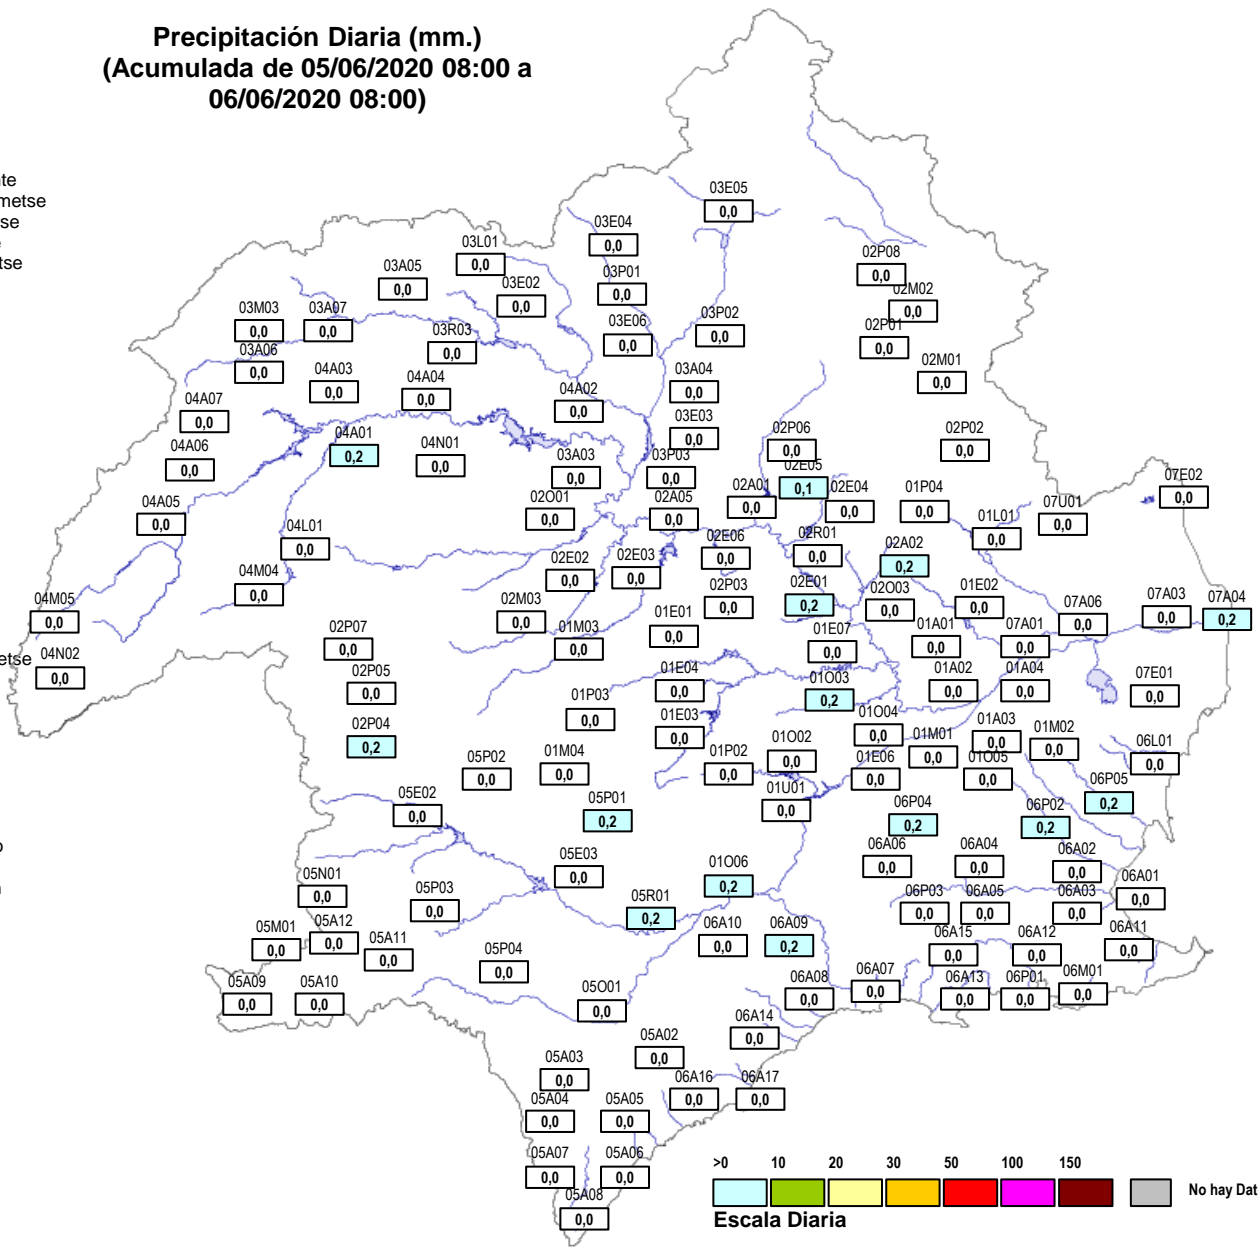 Precipitación Diaria (mm.)
(Acumulada de 05/06/2020 08:00 a
06/06/2020 08:00)
te
metse
se
tse
03E05
0,0
03E04
0,0
03L01
0,0
02P08
0,0
03A05
0,0
03P01
0,0
03E02
0,0
02M02
0,0
03M03
0,0
03A07
0,0
03P02
0,0
03E06
0,0
02P01
0,0
03R03
0,0
03A06
0,0
02M01
0,0
04A03
0,0
04A04
0,0
03A04
0,0
04A02
0,0
04A07
0,0
03E03
0,0
04A01
0,2
02P06
0,0
02P02
0,0
04A06
0,0
04N01
0,0
03A03
0,0
03P03
0,0
02E05
0,1
07E02
0,0
02A01
0,0
02E04
0,0
01P04
0,0
04A05
0,0
02O01
0,0
02A05
0,0
07U01
0,0
01L01
0,0
04L01
0,0
02R01
0,0
02E06
0,0
02A02
0,2
02E02
0,0
02E03
0,0
04M04
0,0
02P03
0,0
02E01
0,2
02O03
0,0
01E02
0,0
04M05
0,0
02M03
0,0
01E01
0,0
07A06
0,0
07A03
0,0
07A04
0,2
02P07
0,0
01M03
0,0
01E07
0,0
01A01
0,0
07A01
0,0
etse
04N02
0,0
02P05
0,0
01E04
0,0
01O03
0,2
01A02
0,0
01A04
0,0
07E01
0,0
01P03
0,0
02P04
0,2
01E03
0,0
01O04
0,0
01A03
0,0
01M02
0,0
05P02
0,0
01M04
0,0
01P02
0,0
01O02
0,0
01M01
0,0
01E06
0,0
01O05
0,0
06L01
0,0
05E02
0,0
05P01
0,2
01U01
0,0
06P04
0,2
06P02
0,2
06P05
0,2
o
05E03
0,0
06A06
0,0
06A04
0,0
06A02
0,0
05N01
0,0
05P03
0,0
01O06
0,2
06A01
0,0
05R01
0,2
06P03
0,0
06A05
0,0
06A03
0,0
05M01
0,0
05A12
0,0
05A11
0,0
06A10
0,0
06A09
0,2
06A15
0,0
06A12
0,0
06A11
0,0
05P04
0,0
05A09
0,0
05A10
0,0
05O01
0,0
06A08
0,0
06A07
0,0
06A13
0,0
06P01
0,0
06M01
0,0
06A14
0,0
05A02
0,0
05A03
0,0
06A16
0,0
06A17
0,0
05A04
0,0
05A05
0,0
05A07
0,0
05A06
0,0
05A08
0,0
>0 10 20 30 50 100 150
No hay Dat
Escala Diaria